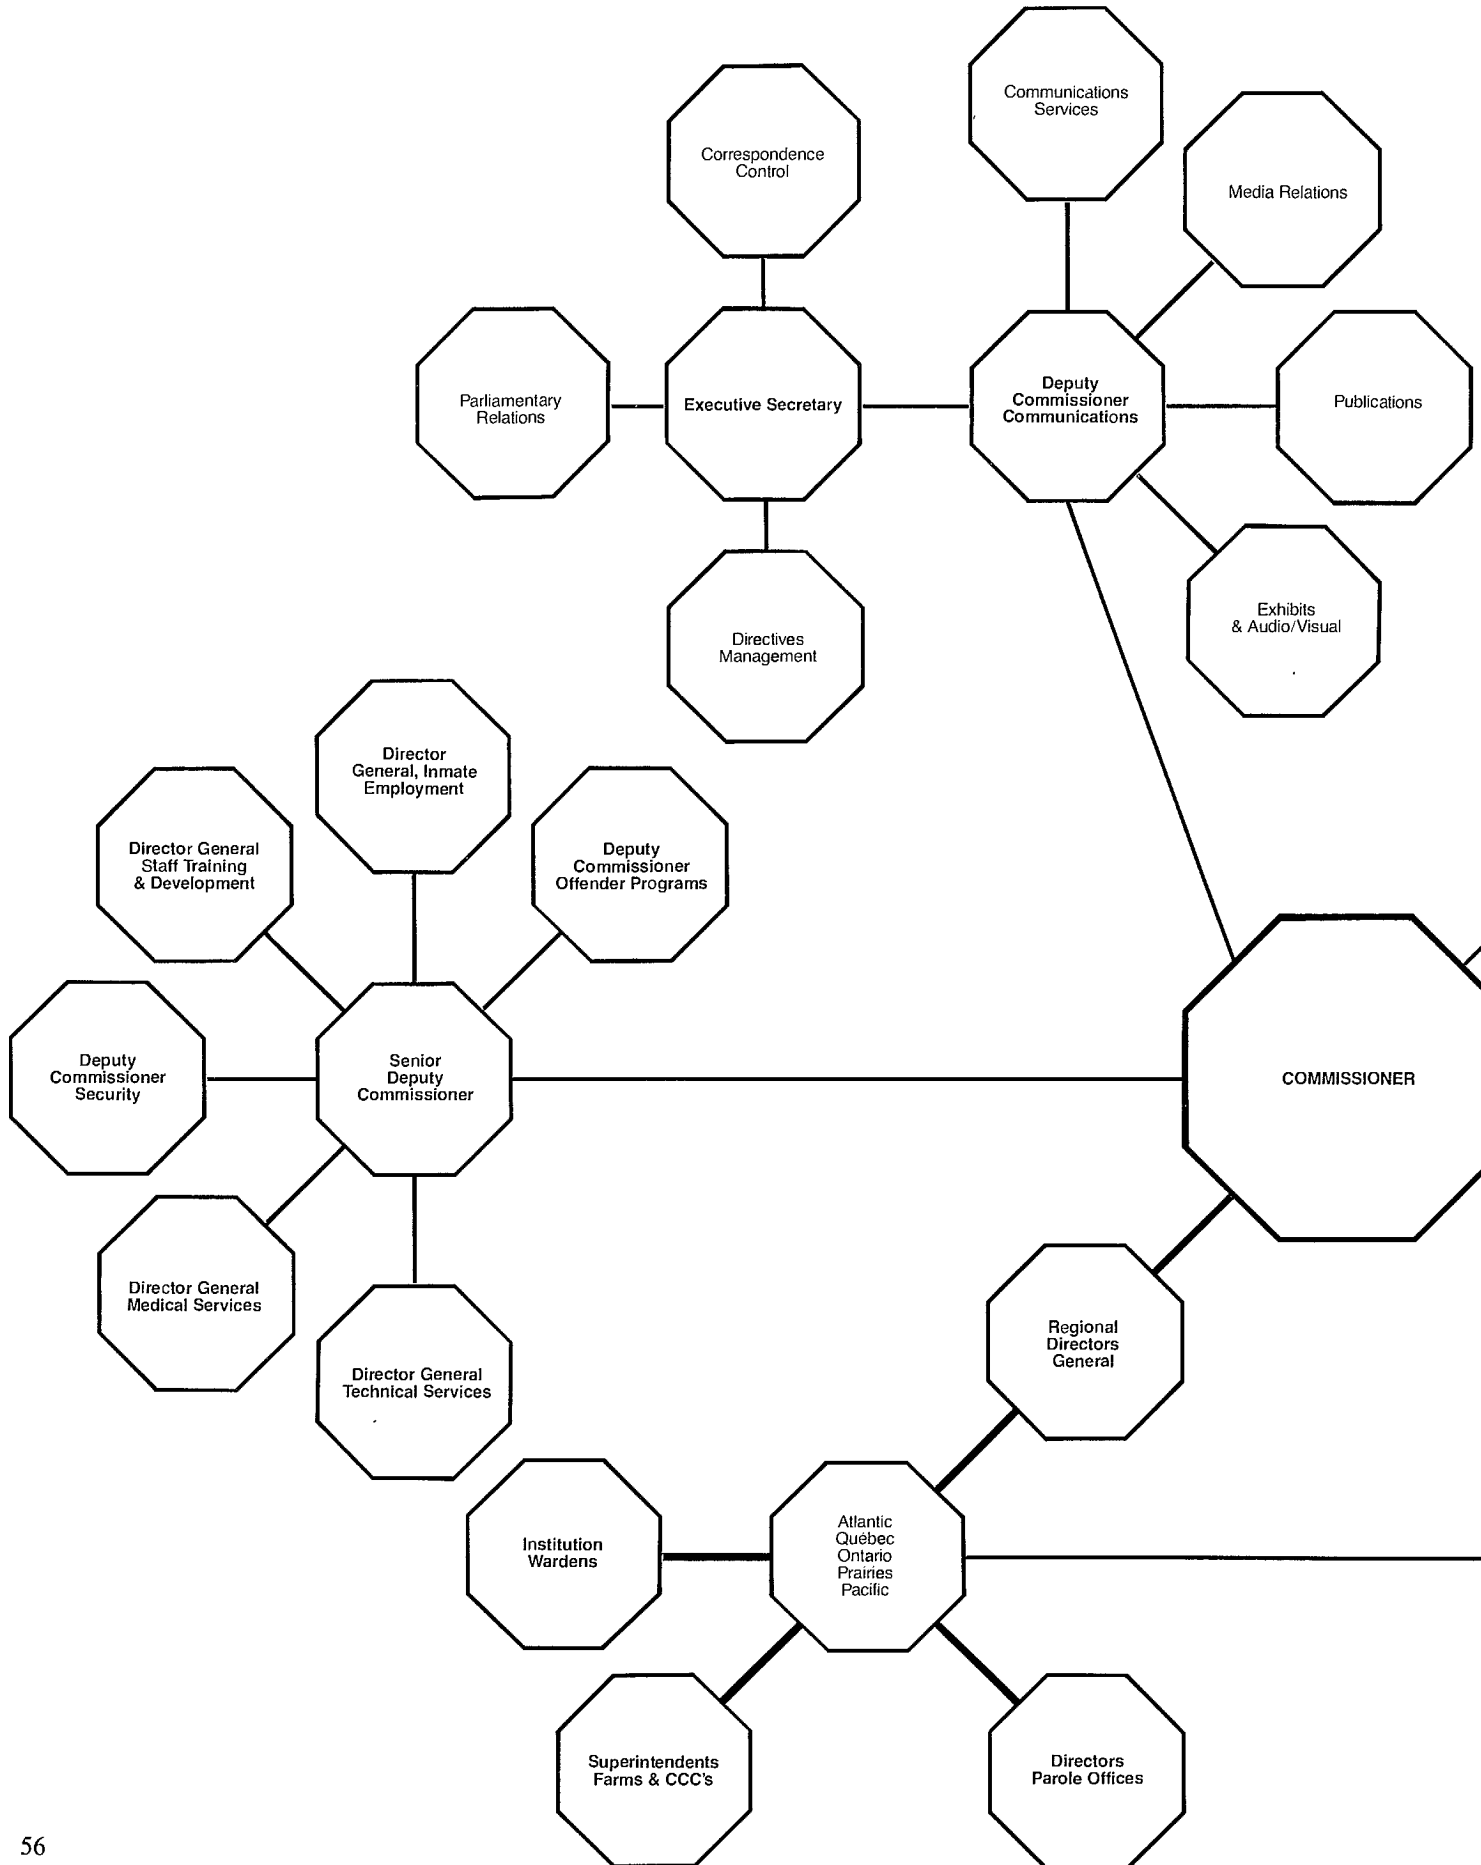 Communications
Services
Correspondence
Control
Media Relations
Parliamentary
Relations
Executive Secretary
Deputy
Commissioner
Communications
Publications
Exhibits
& Audio/Visual
Directives
Management
Director
General, Inmate
Employment
Director General
Staff Training
& Development
Deputy
Commissioner
Offender Programs
Deputy
Commissioner
Security
Senior
Deputy
Commissioner
COMMISSIONER
Director General
Medical Services
Director General
Technical Services
Regional
Directors
General
Institution
Wardens
Atlantic
Québec
Ontario
Prairies
Pacific
Superintendents
Farms & CCC's
Directors
Parole Offices
56